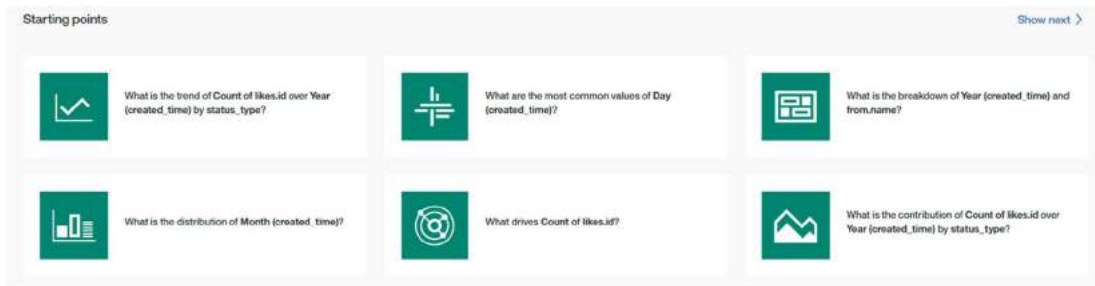 Starting points
Show next >
What is the trend of Count of likes.id over Year
(created_time) by status_type?
What are the most common values of Day
(created_time)?
What is the breakdown of Year (created_time) and
from.name?
What is the distribution of Month (created_time)?
What drives Count of likes.id?
What is the contribution of Count of likes.id over
Year (created_time) by status_type?